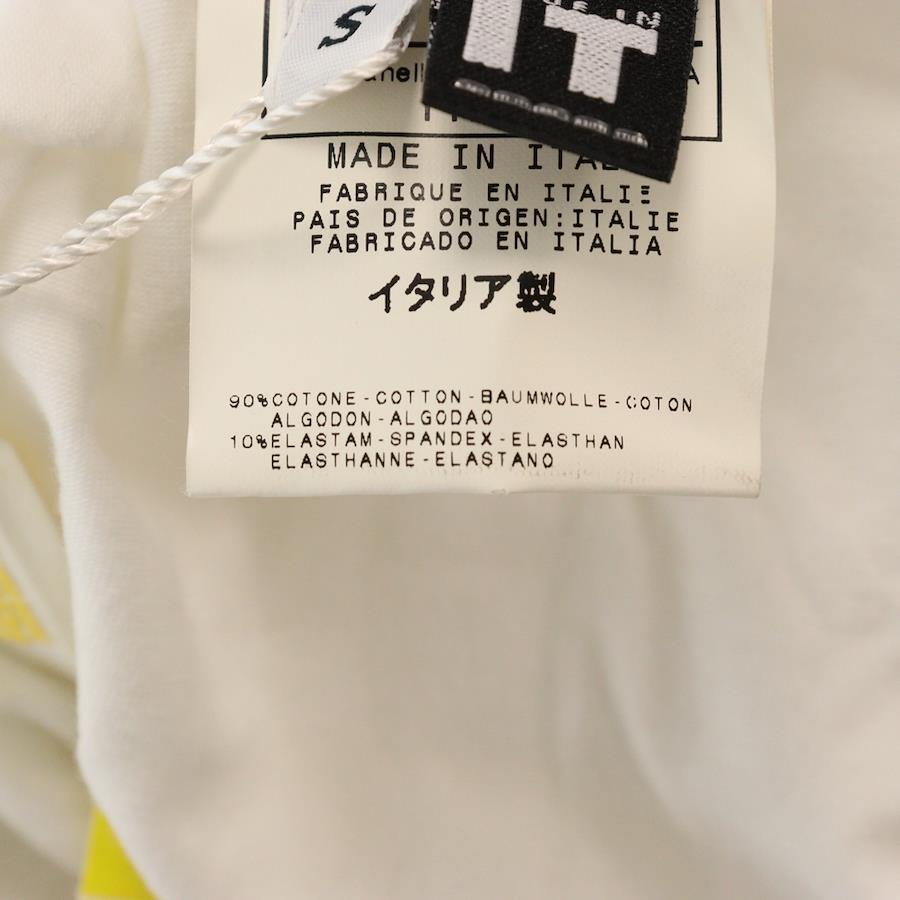 S
IT
MADE IN
FABRIQUE EN ITALIE
PAIS DE ORIGEN:ITALIE
FABRICADO EN ITALIA
イタリア製
90%COTONE-COTTON-BAUMWOLLE-COTON
ALGODON-ALGODAO
10%ELASTAM-SPANDEX-ELASTHAN
ELASTHANNE-ELASTANO